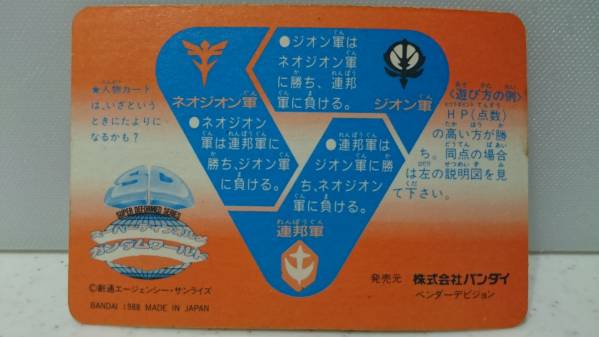 ★人物カード
は、いざという
ときにたよりに
なるかも?
ネオジオン軍
●ネオジオン
軍は連邦軍に
勝ち、ジオン軍
に負ける。
●ジオン軍は
ネオジオン軍
に勝ち、連邦
軍に負ける。
ジオン軍
●連邦軍は
ジオン軍に勝
ち、ネオジオン
軍に負ける。
連邦軍
〈遊び方の例〉
HP(点数)
の高い方が勝
ち。同点の場合
は左の説明図を見
て下さい。
SUPER DEFORMED SERIES
ガンダムワールド
©創通エージェンシー・サンライズ
BANDAI 1988 MADE IN JAPAN
発売元 株式会社バンダイ
ベンダーデビジョン